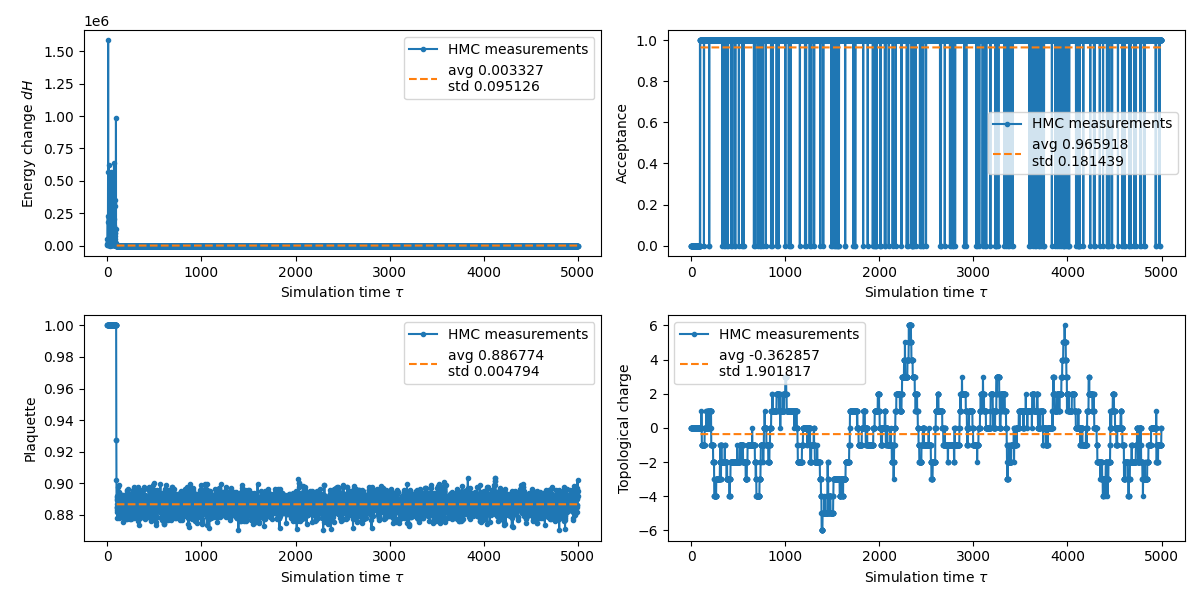 1e6
Energy change dH
1.50
1.25
1.00
0.75
0.50
0.25
0.00
HMC measurements
avg 0.003327
std 0.095126
0 1000 2000 3000 4000 5000
Simulation time τ
Acceptance
1.0
0.8
0.6
0.4
0.2
0.0
HMC measurements
avg 0.965918
std 0.181439
0 1000 2000 3000 4000 5000
Simulation time τ
Plaquette
1.00
0.98
0.96
0.94
0.92
0.90
0.88
HMC measurements
avg 0.886774
std 0.004794
0 1000 2000 3000 4000 5000
Simulation time τ
Topological charge
6
4
2
0
−2
−4
−6
HMC measurements
avg -0.362857
std 1.901817
0 1000 2000 3000 4000 5000
Simulation time τ